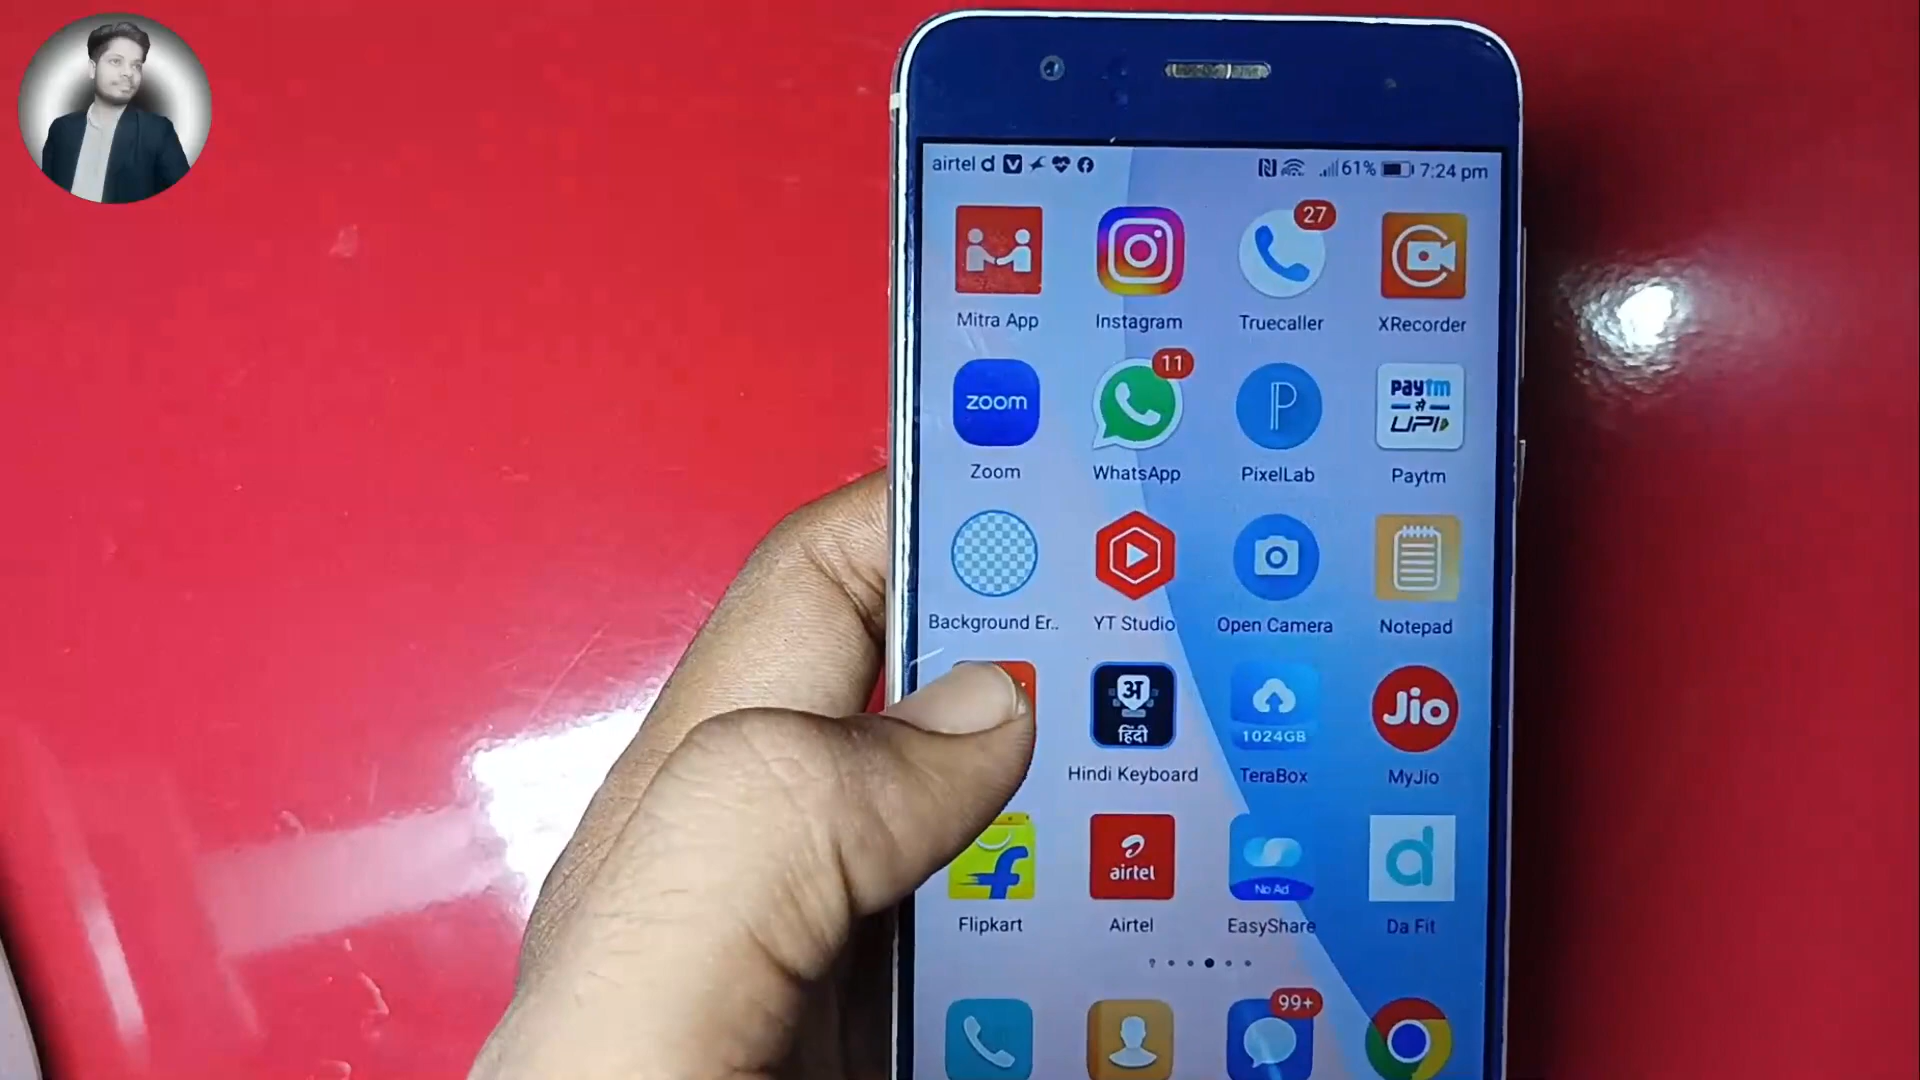 airtel d 61% 7:24 pm
27
Mitra App Instagram Truecaller XRecorder
zoom 11 P paytm से UPI
Zoom WhatsApp PixelLab Paytm
Background Er.. YT Studio Open Camera Notepad
अ हिंदी 1024GB Jio
Hindi Keyboard TeraBox MyJio
f airtel No Ad d
Flipkart Airtel EasyShare Da Fit
99+